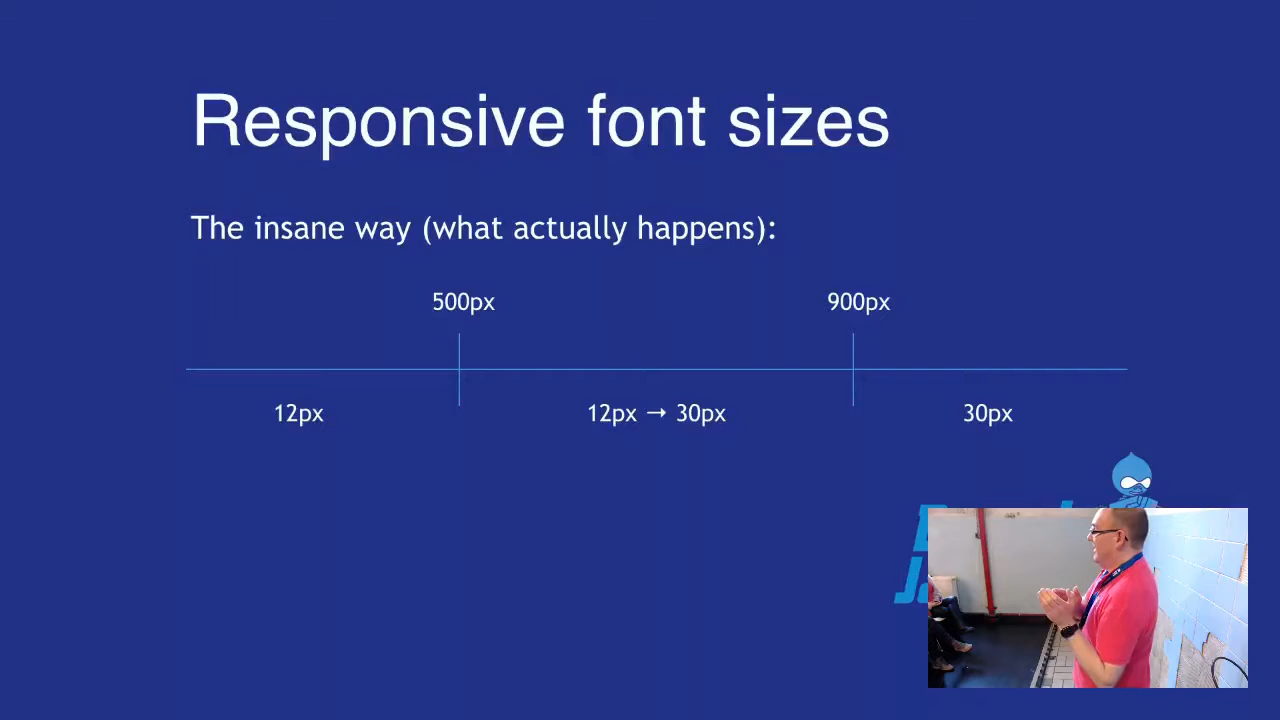 Responsive font sizes
The insane way (what actually happens):
500px 900px
12px 12px → 30px 30px